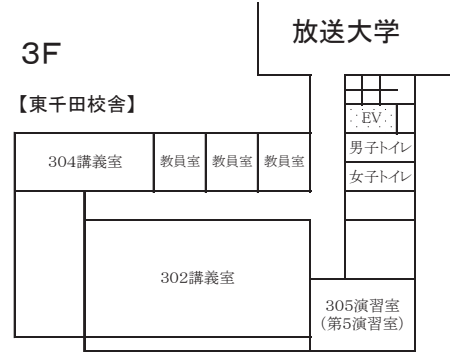 放送大学
3F
【東千田校舎】
EV
男子トイレ
304講義室
教員室
教員室
教員室
女子トイレ
302講義室
305演習室
(第5演習室)